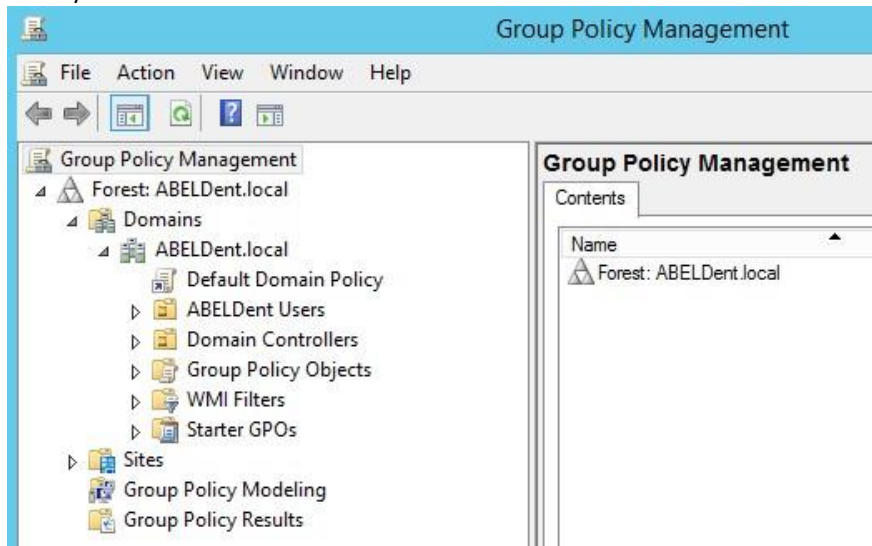 Group Policy Management
File Action View Window Help
Group Policy Management
Forest: ABELDent.local
Domains
ABELDent.local
Default Domain Policy
ABELDent Users
Domain Controllers
Group Policy Objects
WMI Filters
Starter GPOs
Sites
Group Policy Modeling
Group Policy Results
Group Policy Management
Contents
Name
Forest: ABELDent.local